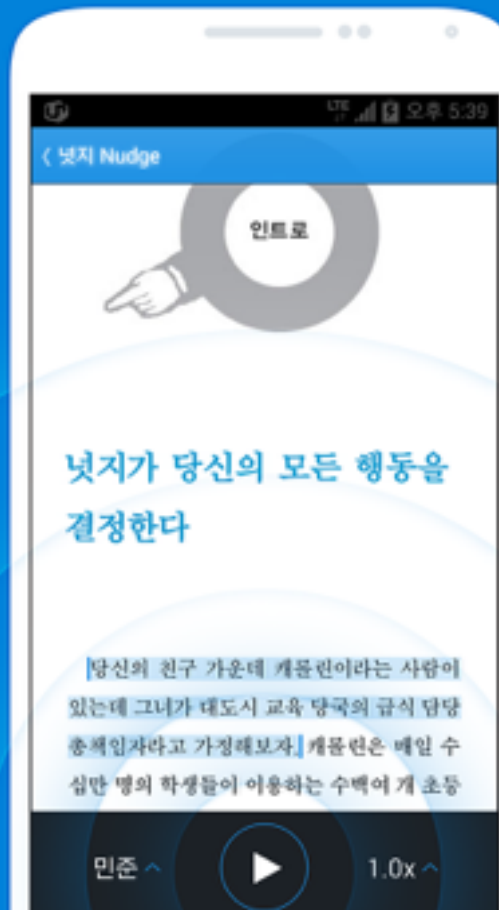 LTE 오후 5:39
< 넛지 Nudge
인트로
넛지가 당신의 모든 행동을
결정한다
당신의 친구 가운데 캐롤린이라는 사람이
있는데 그녀가 대도시 교육 당국의 급식 담당
총책임자라고 가정해보자. 캐롤린은 매일 수
십만 명의 학생들이 이용하는 수백여 개 초등
민준 1.0x